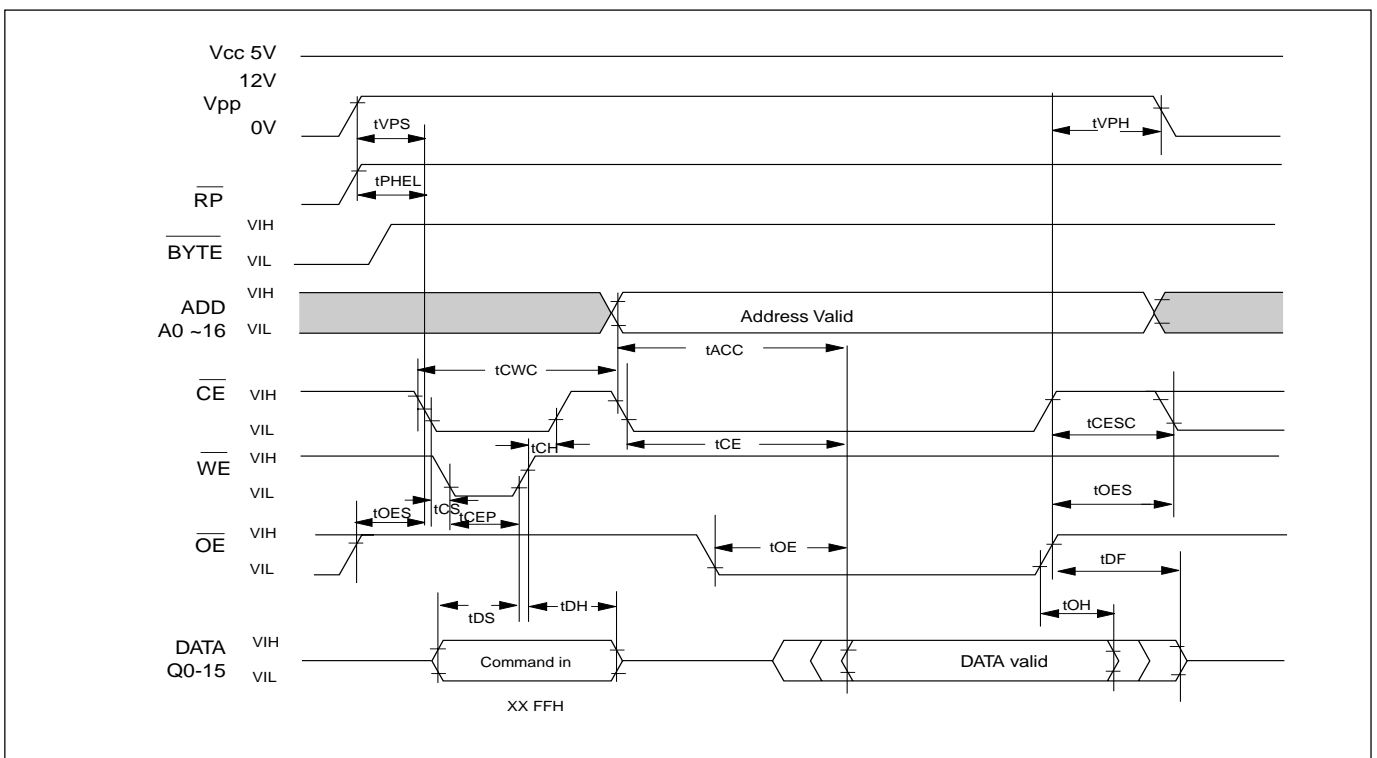 Vcc 5V
12V
Vpp
0V
tVPS
tVPH
RP
tPHEL
BYTE
VIH
VIL
ADD
A0 ~16
VIH
VIL
Address Valid
tACC
tCWC
CE
VIH
VIL
tCE
tCESC
tCH
WE
VIH
VIL
tOES
tCS
tCEP
tOES
OE
VIH
VIL
tOE
tDF
tDS
tDH
tOH
DATA
Q0-15
VIH
VIL
Command in
DATA valid
XX FFH